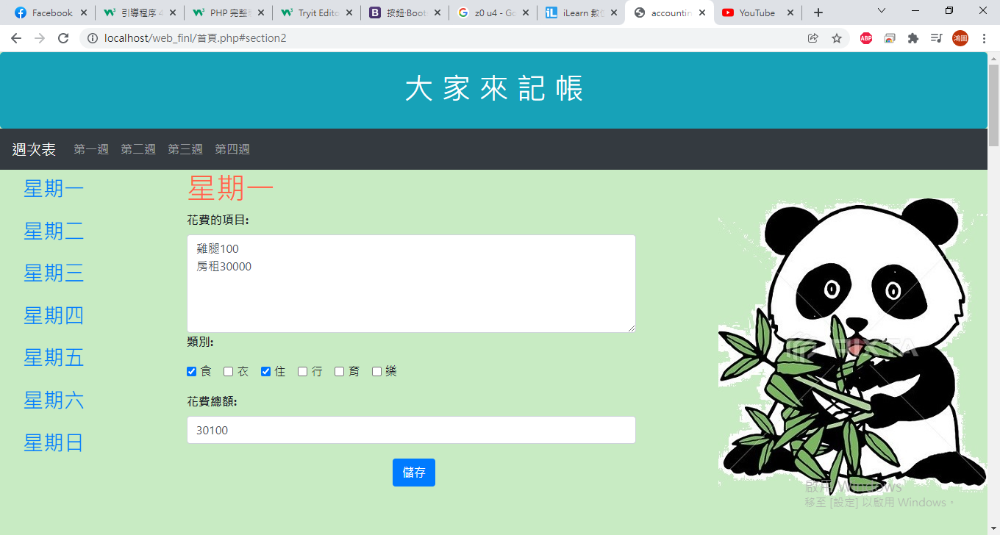 Facebook
引導程序 4
PHP 完整
Tryit Edito
按鈕·Boot
z0 u4 - Go
iLearn 數位
accountin
YouTube
localhost/web_finl/首頁.php#section2
ABP
鴻圖
大家來記帳
週次表 第一週 第二週 第三週 第四週
星期一
星期二
星期三
星期四
星期五
星期六
星期日
星期一
花費的項目:
雞腿100
房租30000
類別:
食 衣 住 行 育 樂
花費總額:
30100
儲存
啟用 Windows
移至 [設定] 以啟用 Windows。